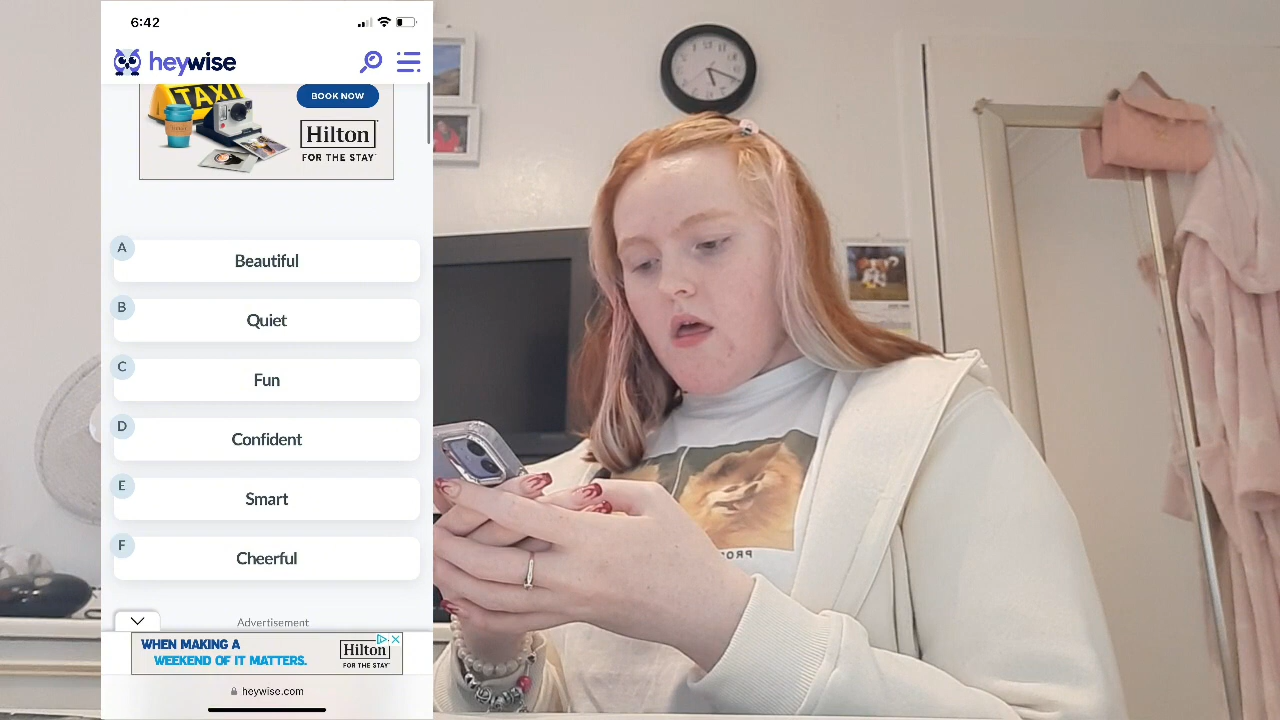 6:42
heywise
TAXI
BOOK NOW
Hilton
FOR THE STAY
A
Beautiful
B
Quiet
C
Fun
D
Confident
E
Smart
F
Cheerful
Advertisement
WHEN MAKING A
WEEKEND OF IT MATTERS.
Hilton
FOR THE STAY
heywise.com